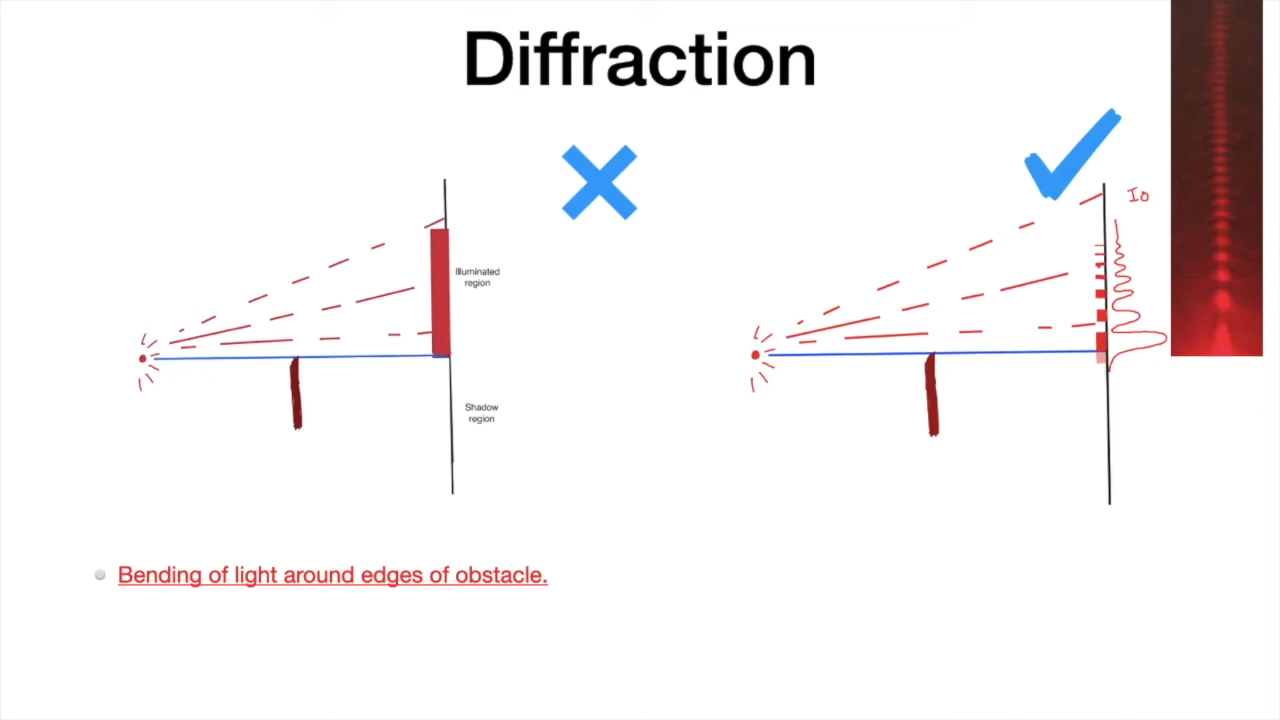 Diffraction
Io
Illuminated
region
Shadow
region
Bending of light around edges of obstacle.